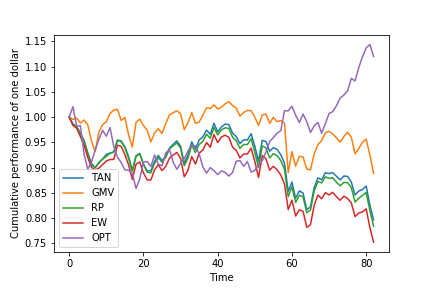 Cumulative performance of one dollar
1.15
1.10
1.05
1.00
0.95
0.90
0.85
0.80
0.75
TAN
GMV
RP
EW
OPT
0 20 40 60 80
Time